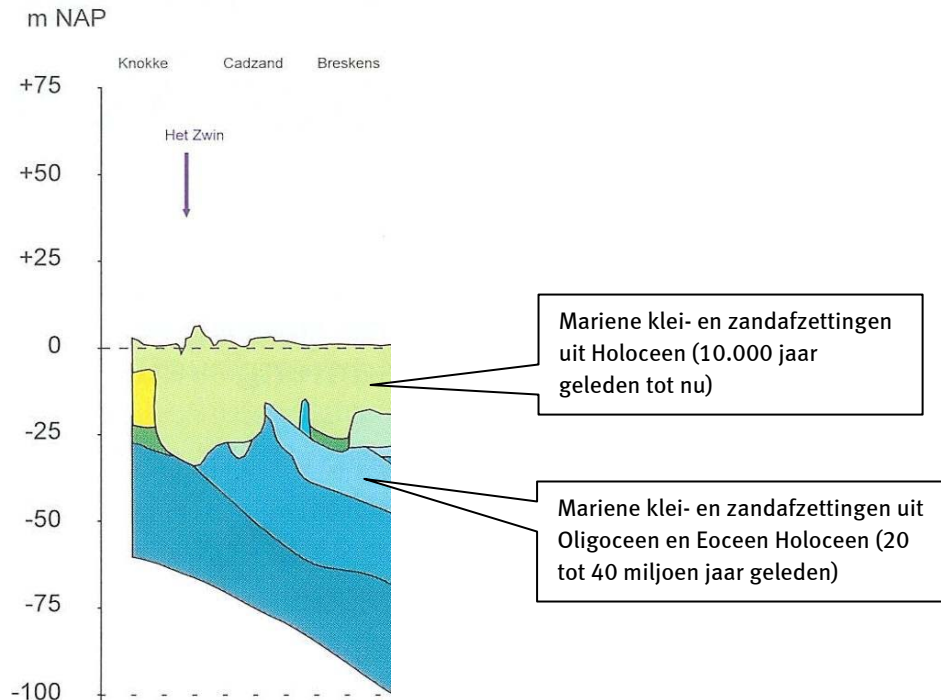 m NAP
Knokke
Cadzand
Breskens
+75
Het Zwin
+50
+25
0
-25
-50
-75
-100
Mariene klei- en zandafzettingen
uit Holoceen (10.000 jaar
geleden tot nu)
Mariene klei- en zandafzettingen uit
Oligoceen en Eoceen Holoceen (20
tot 40 miljoen jaar geleden)